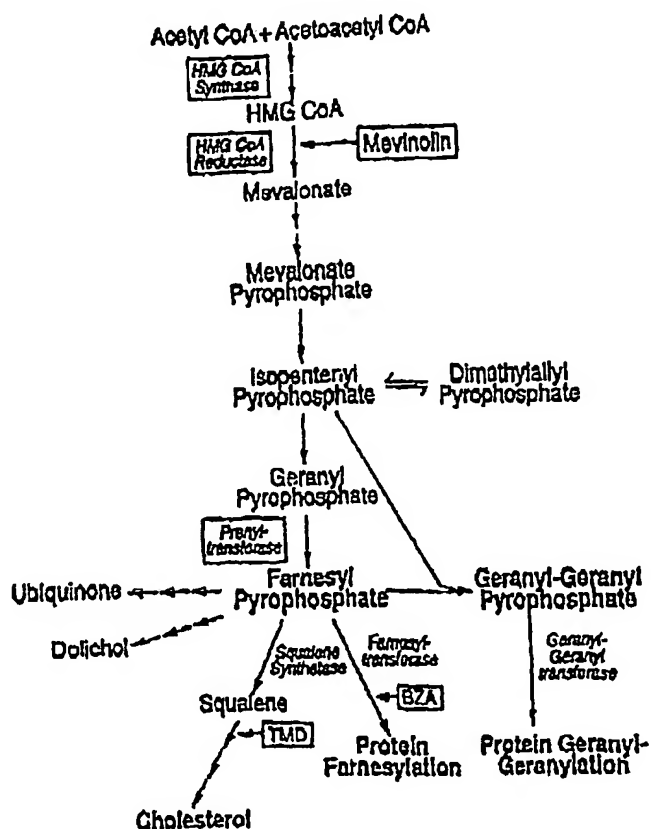 Acetyl CoA + Acetoacetyl CoA
HMG CoA
Synthase
HMG CoA
HMG CoA
Reductase
Mevinolin
Mevalonate
Mevalonate
Pyrophosphate
Isopentenyl
Pyrophosphate
Dimethylallyl
Pyrophosphate
Geranyl
Pyrophosphate
Prenyl-
transferase
Ubiquinone
Farnesyl
Pyrophosphate
Geranyl-Geranyl
Pyrophosphate
Dolichol
Squalene
Synthetase
Farnesyl-
transferase
Geranyl-
Geranyl
transferase
Squalene
BZA
TMD
Protein
Farnesylation
Protein Geranyl-
Geranylation
Cholesterol